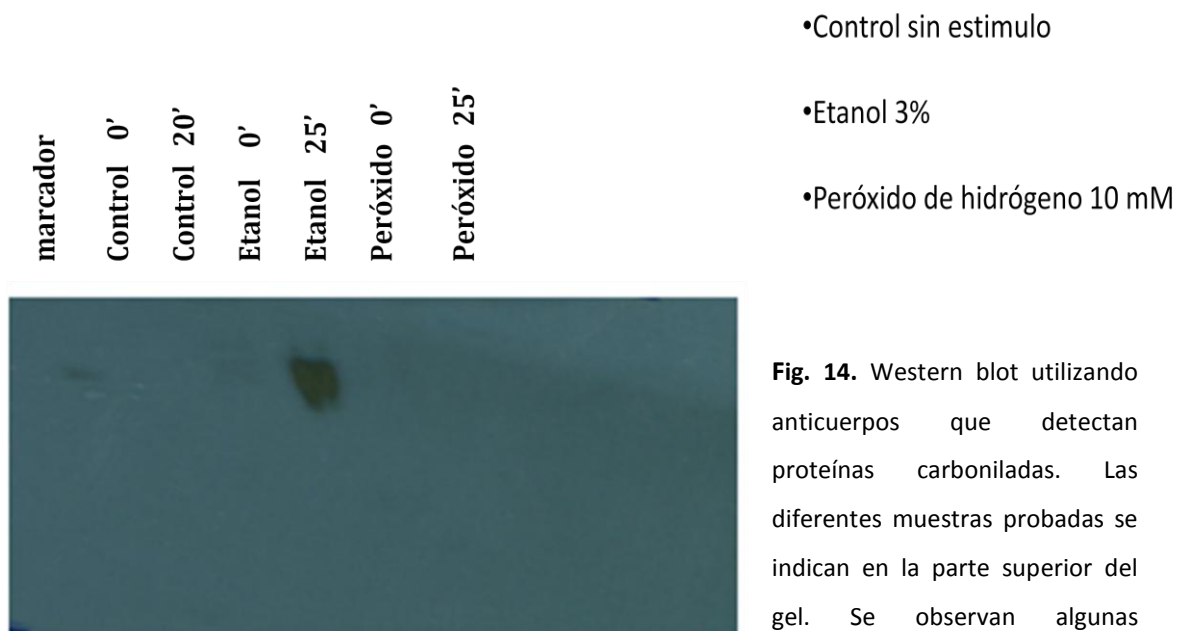 •Control sin estimulo
•Etanol 3%
•Peróxido de hidrógeno 10 mM
marcador
Control 0’
Control 20’
Etanol 0’
Etanol 25’
Peróxido 0’
Peróxido 25’
Fig. 14. Western blot utilizando
anticuerpos que detectan
proteínas carboniladas. Las
diferentes muestras probadas se
indican en la parte superior del
gel. Se observan algunas